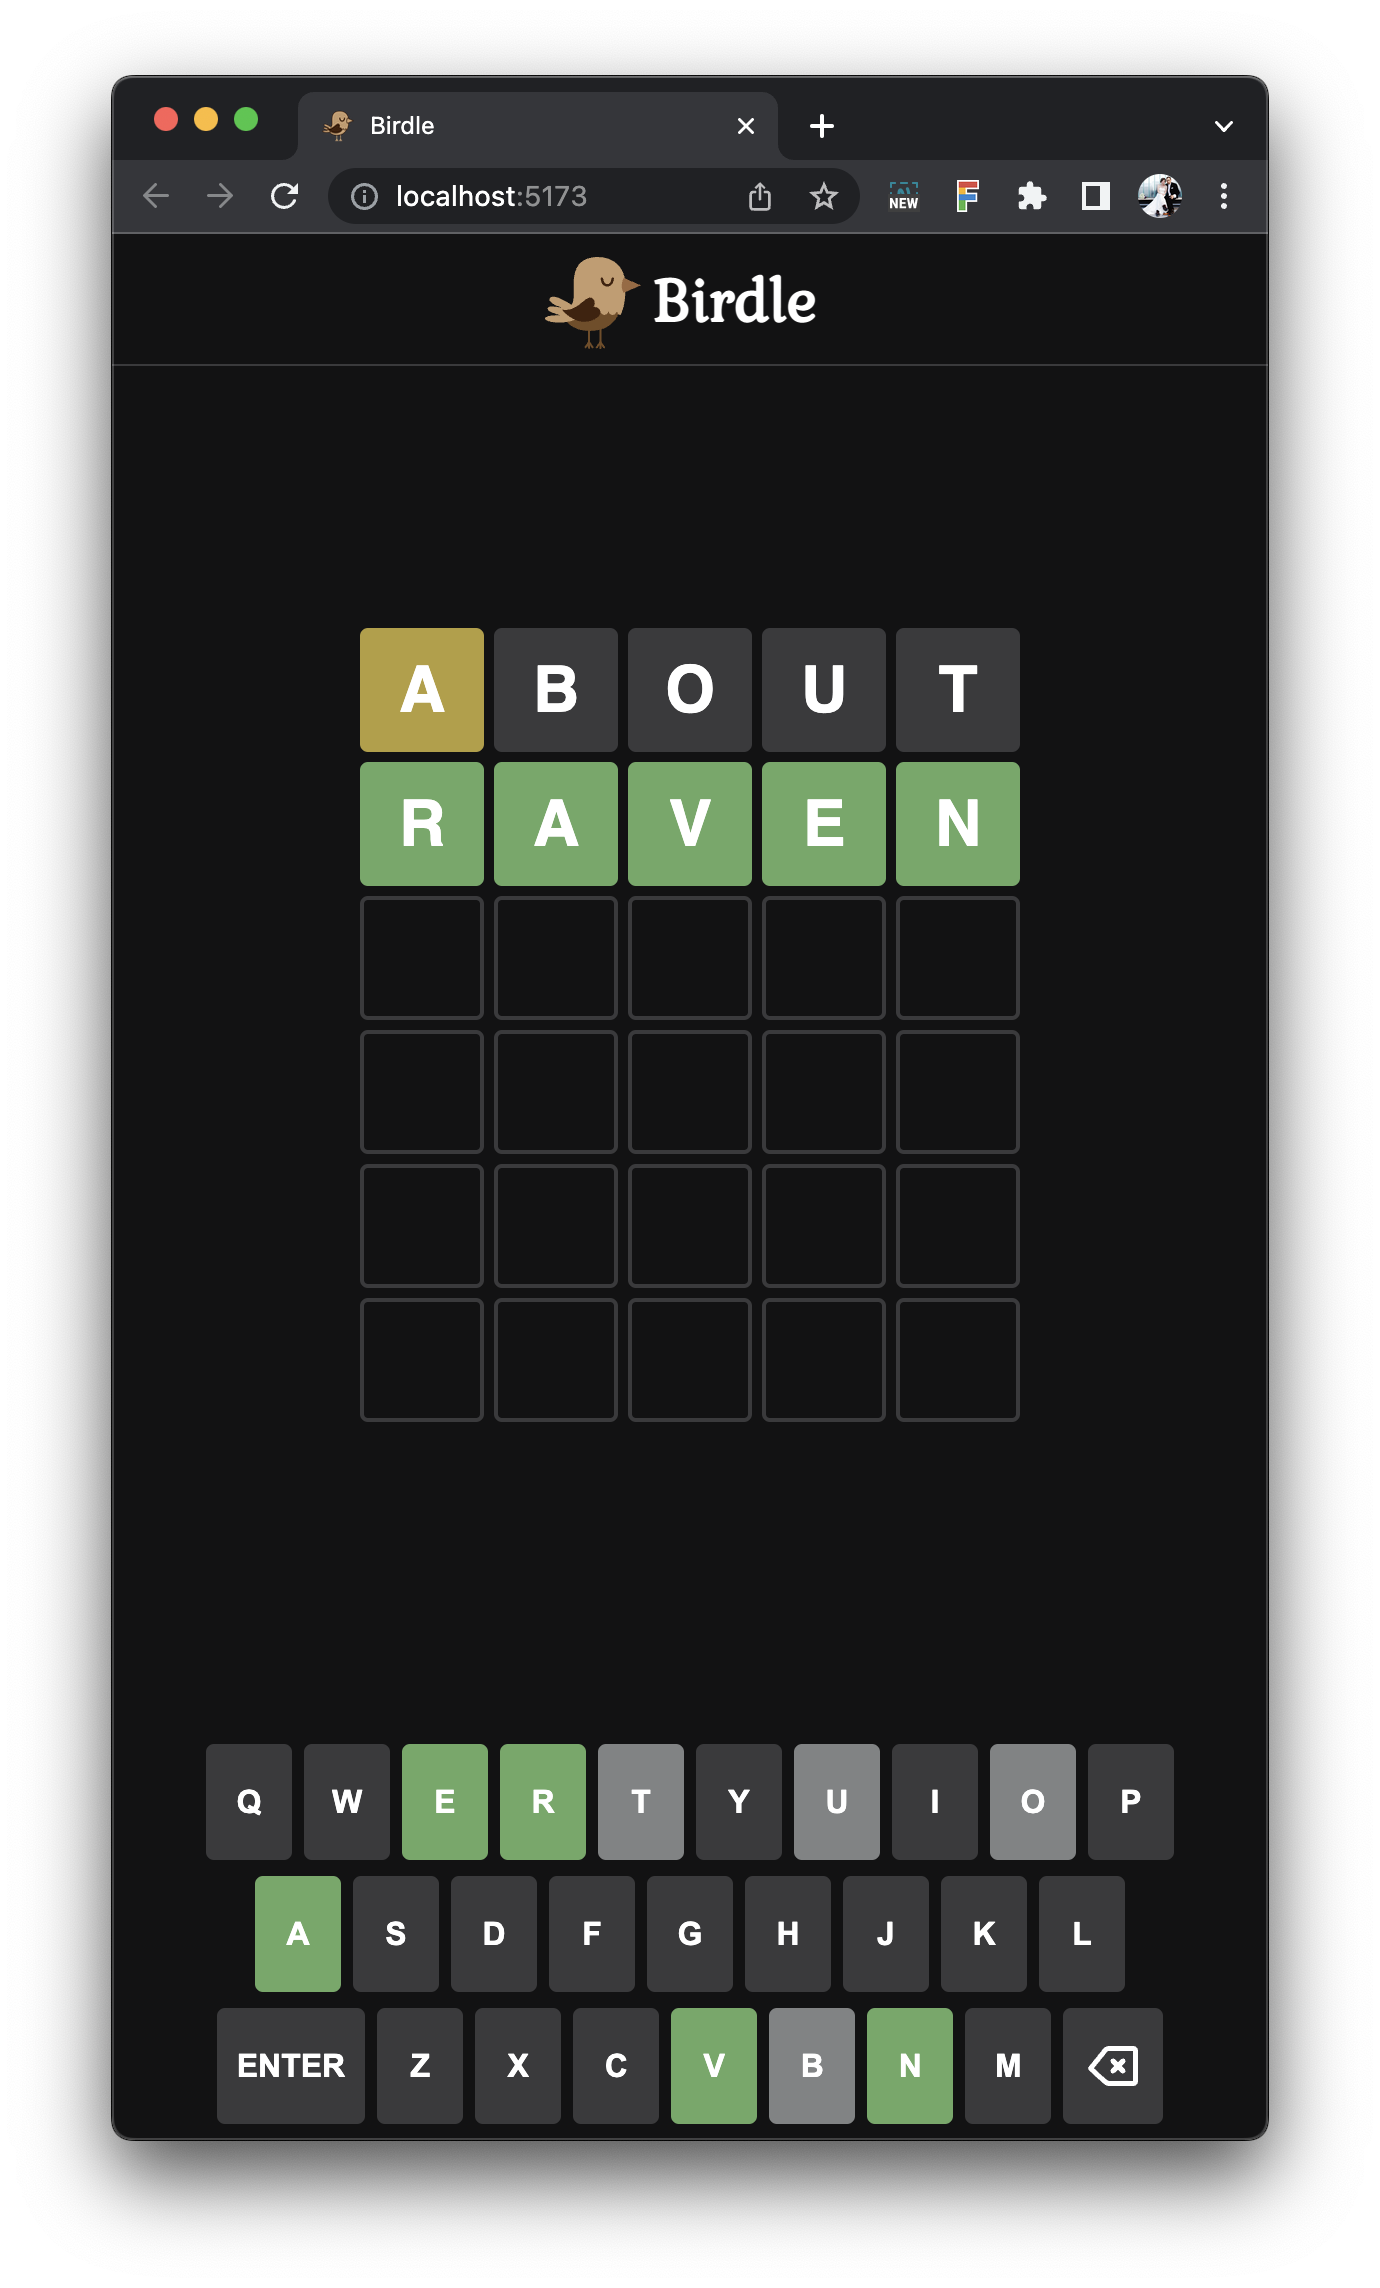 Birdle
localhost:5173
NEW
Birdle
A B O U T
R A V E N
Q W E R T Y U I O P
A S D F G H J K L
ENTER Z X C V B N M